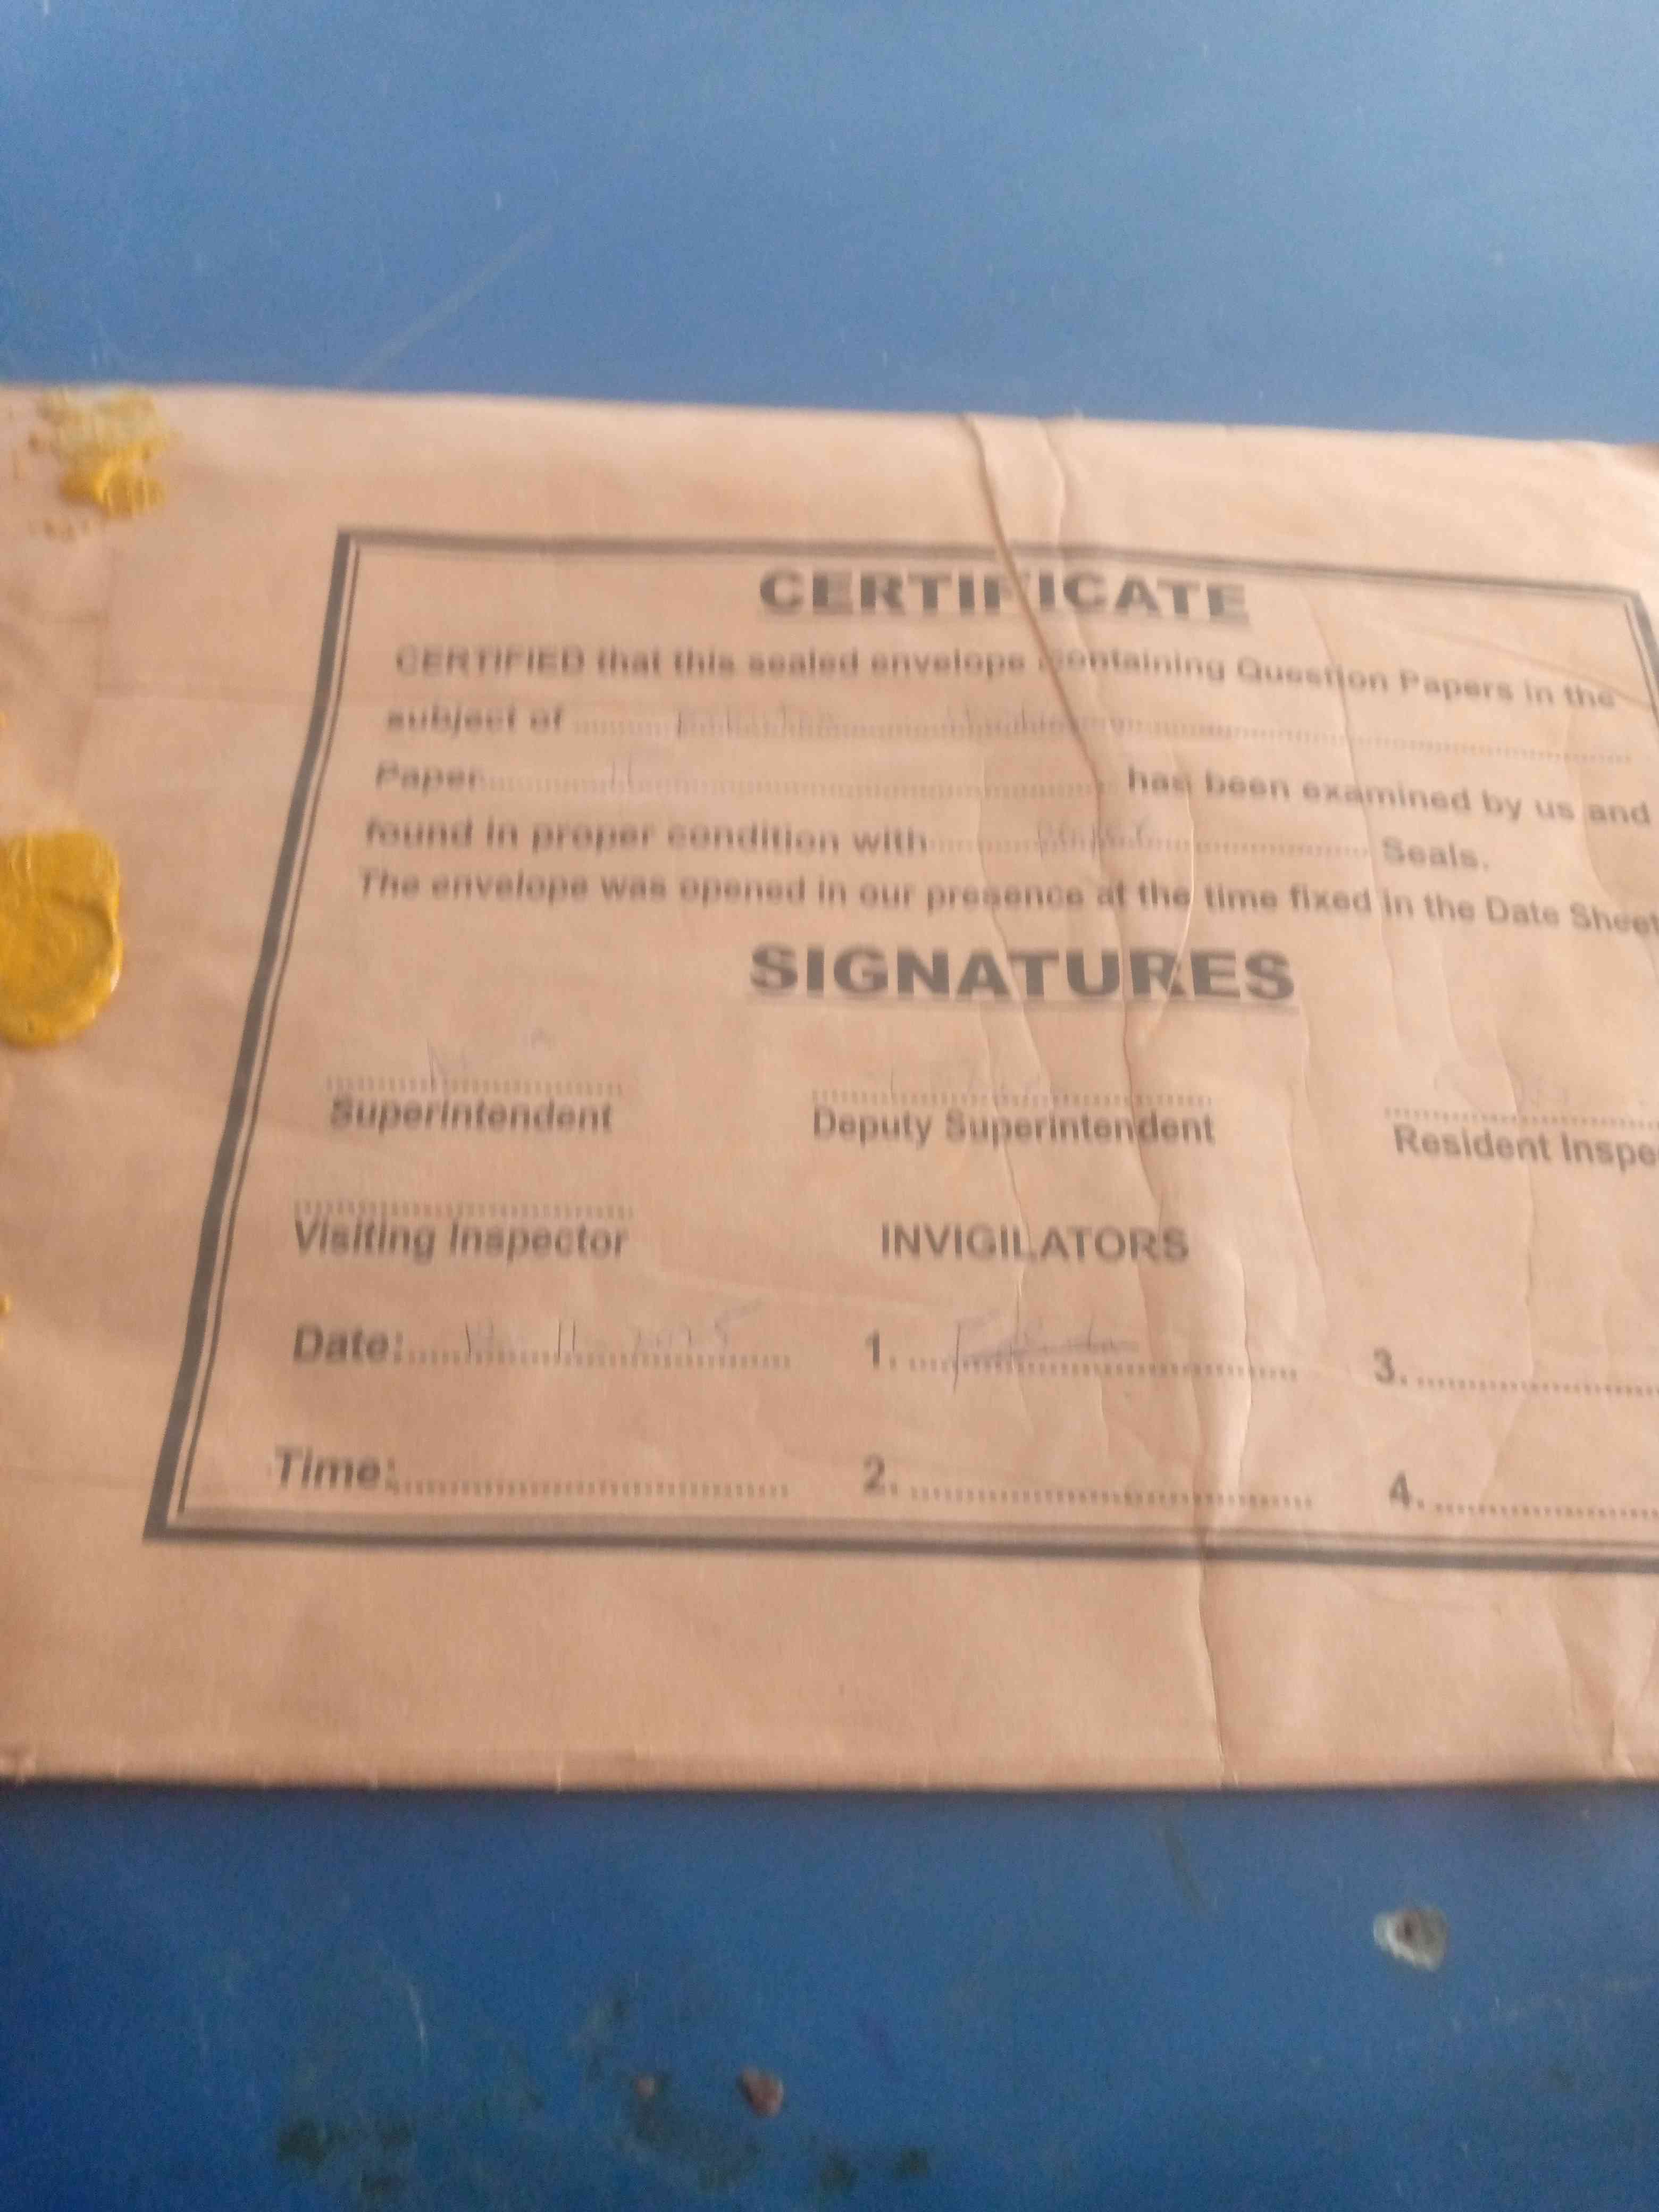 CERTIFICATE
CERTIFIED that this sealed envelope containing Question Papers in the
subject of
Paper II has been examined by us and
found in proper condition with Seals.
The envelope was opened in our presence at the time fixed in the Date Sheet
SIGNATURES
Superintendent Deputy Superintendent Resident Inspe
Visiting Inspector INVIGILATORS
Date: 1. 3.
Time: 2. 4.